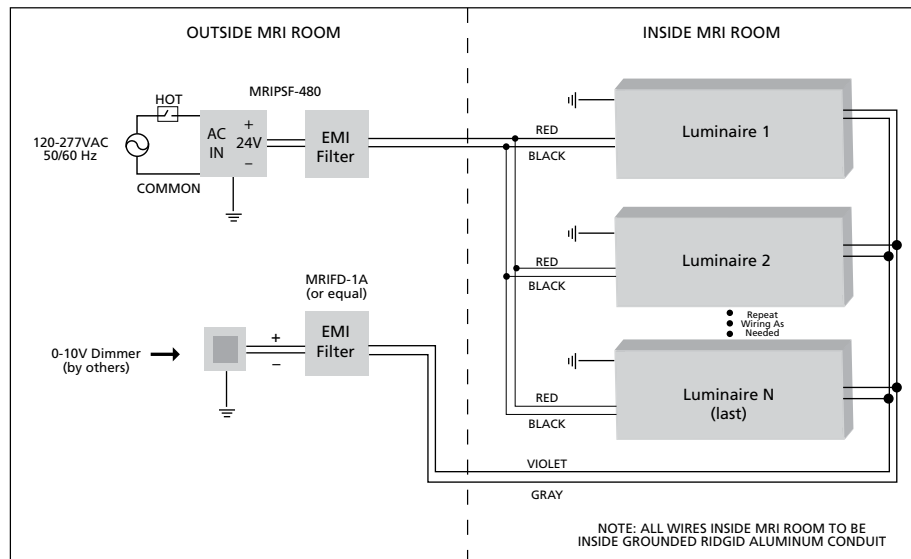 OUTSIDE MRI ROOM
INSIDE MRI ROOM
MRIPSF-480
HOT
120-277VAC
50/60 Hz
COMMON
AC
IN
+
24V
–
EMI
Filter
RED
BLACK
Luminaire 1
RED
BLACK
Luminaire 2
Repeat
Wiring As
Needed
MRIFD-1A
(or equal)
0-10V Dimmer
(by others)
+
–
EMI
Filter
RED
BLACK
Luminaire N
(last)
VIOLET
GRAY
NOTE: ALL WIRES INSIDE MRI ROOM TO BE
INSIDE GROUNDED RIDGID ALUMINUM CONDUIT